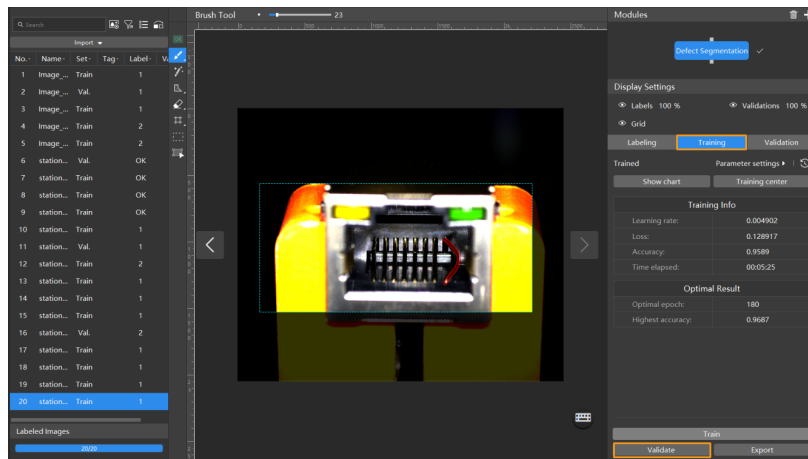 Search
Import
No. Name Set Tag Label
1 Image_... Train 1
2 Image_... Val. 1
3 Image_... Train 1
4 Image_... Train 2
5 Image_... Train 2
6 station... Val. OK
7 station... Train OK
8 station... Train OK
9 station... Train OK
10 station... Train 1
11 station... Val. 1
12 station... Train 2
13 station... Train 1
14 station... Train 1
15 station... Train 1
16 station... Val. 2
17 station... Train 1
18 station... Train 1
19 station... Train 1
20 station... Train 1
Labeled Images
20/20
Brush Tool 23
OK
Modules
Defect Segmentation
Display Settings
Labels 100 % Validations 100 %
Grid
Labeling Training Validation
Trained Parameter settings
Show chart Training center
Training Info
Learning rate: 0.004902
Loss: 0.128917
Accuracy: 0.9589
Time elapsed: 00:05:25
Optimal Result
Optimal epoch: 180
Highest accuracy: 0.9687
Train
Validate Export